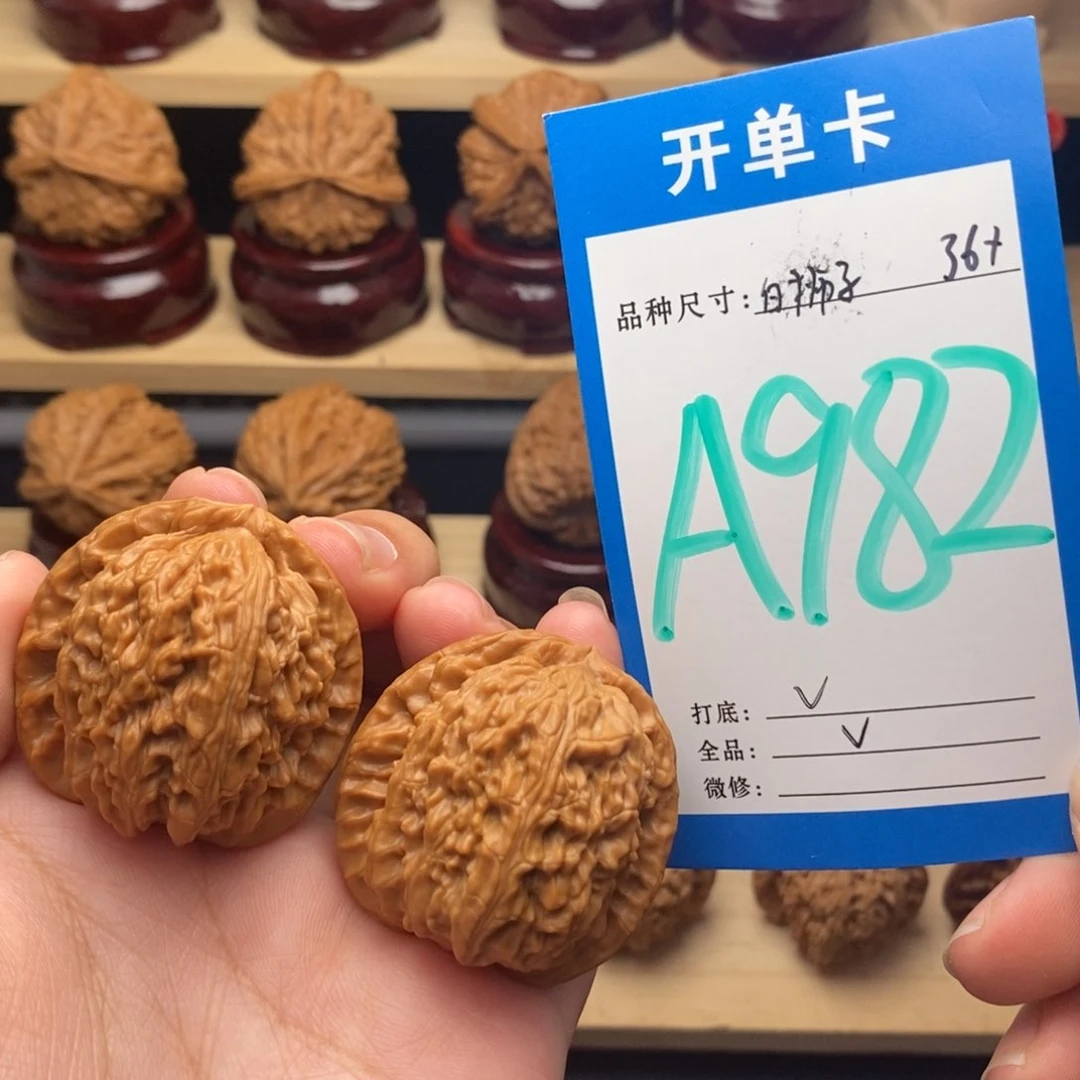 开单卡
品种尺寸：白狮子 36+
A982
打底： ✓
全品： ✓
微修：